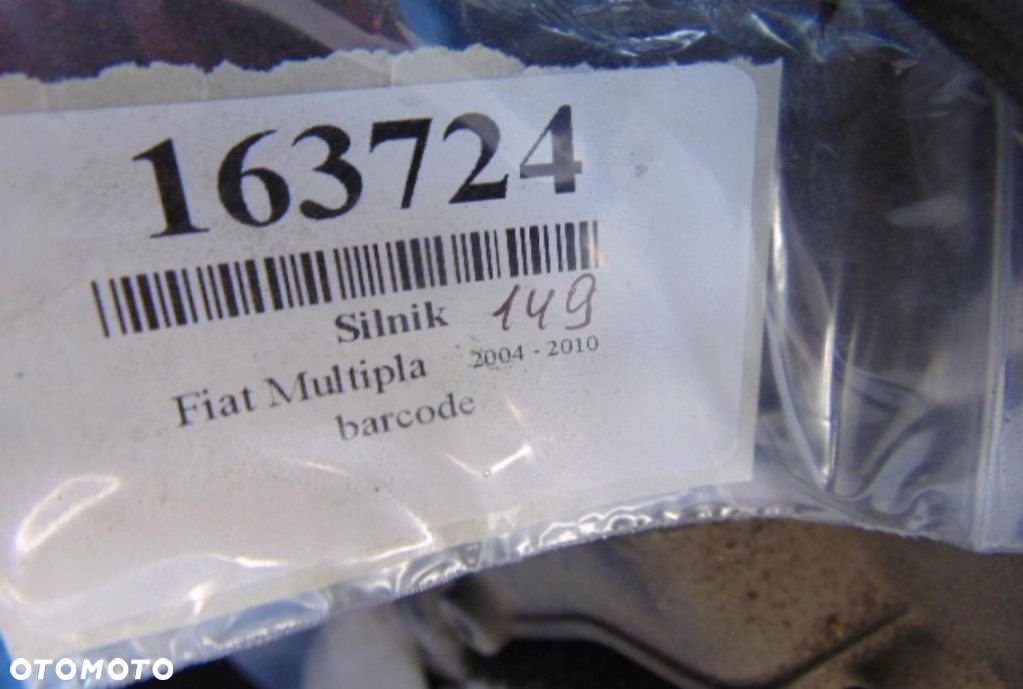 163724
Silnik 149
Fiat Multipla 2004 - 2010
barcode
OTOMOTO